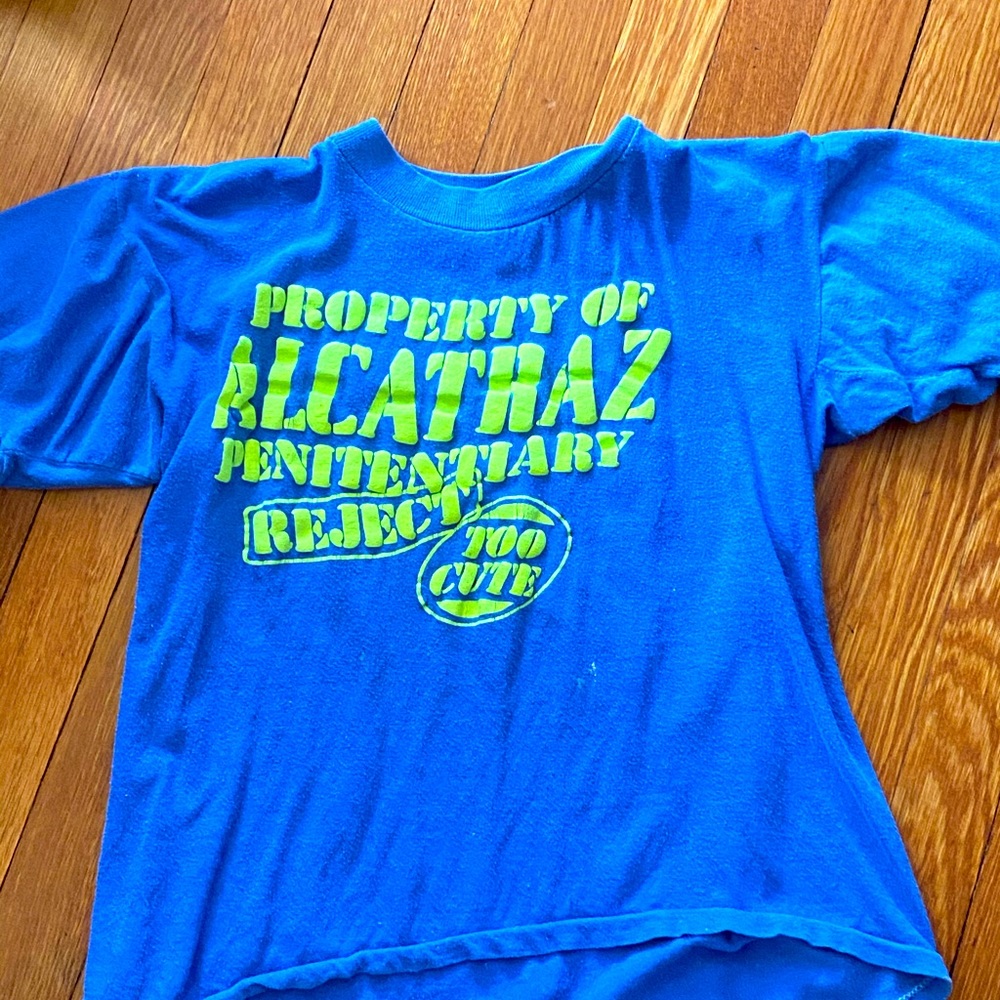 PROPERTY OF
ALCATRAZ
PENITENTIARY
REJECT
TOO
CUTE